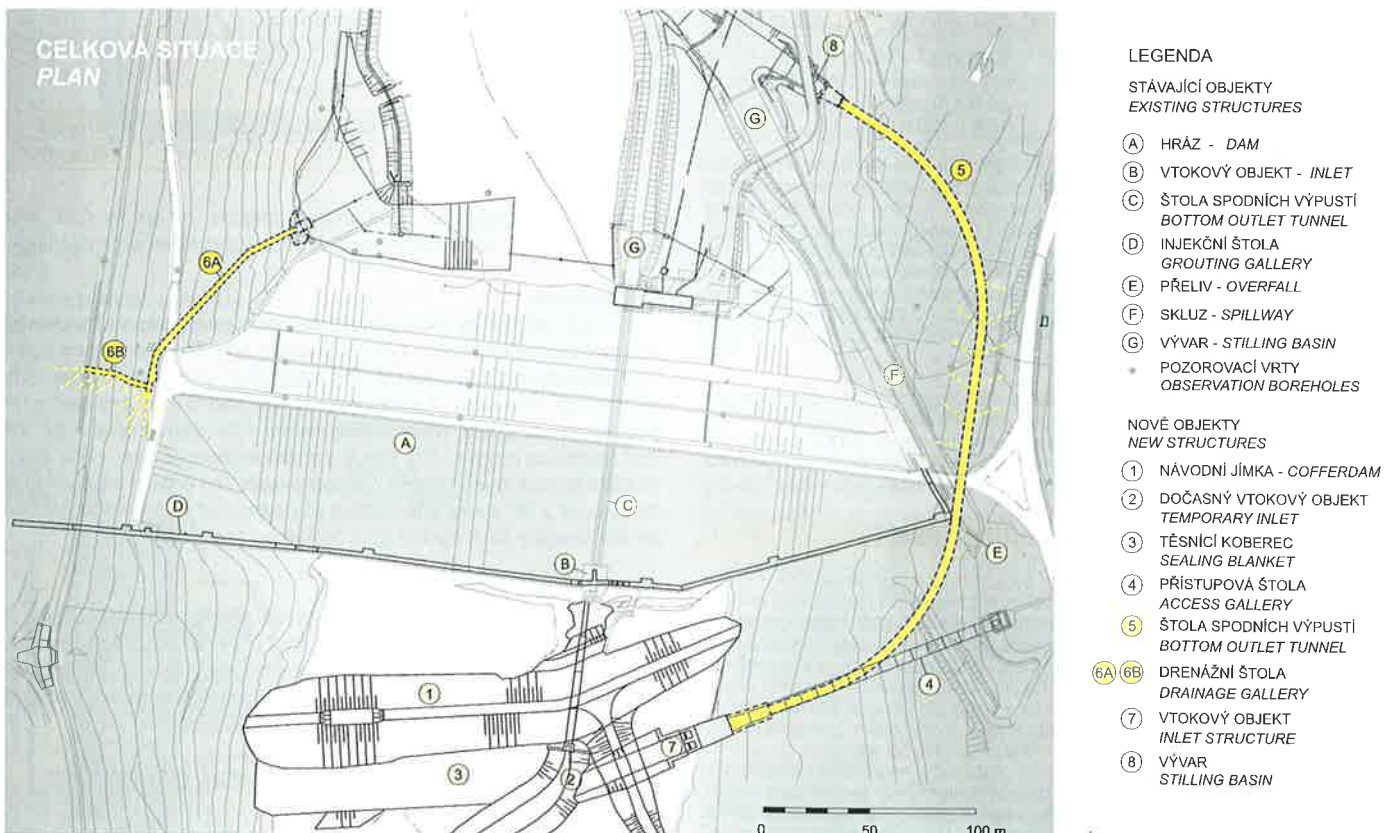 CELKOVÁ SITUACE
PLAN
8
G
5
G
6A
6B
F
A
D
C
B
E
1
4
7
3
2
0 50 100 m
LEGENDA
STÁVAJÍCÍ OBJEKTY
EXISTING STRUCTURES
A HRÁZ - DAM
B VTOKOVÝ OBJEKT - INLET
C ŠTOLA SPODNÍCH VÝPUSTÍ
BOTTOM OUTLET TUNNEL
D INJEKČNÍ ŠTOLA
GROUTING GALLERY
E PŘELIV - OVERFALL
F SKLUZ - SPILLWAY
G VÝVAR - STILLING BASIN
POZOROVACÍ VRTY
OBSERVATION BOREHOLES
NOVÉ OBJEKTY
NEW STRUCTURES
1 NÁVODNÍ JÍMKA - COFFERDAM
2 DOČASNÝ VTOKOVÝ OBJEKT
TEMPORARY INLET
3 TĚSNÍCÍ KOBEREC
SEALING BLANKET
4 PŘÍSTUPOVÁ ŠTOLA
ACCESS GALLERY
5 ŠTOLA SPODNÍCH VÝPUSTÍ
BOTTOM OUTLET TUNNEL
6A 6B DRENÁŽNÍ ŠTOLA
DRAINAGE GALLERY
7 VTOKOVÝ OBJEKT
INLET STRUCTURE
8 VÝVAR
STILLING BASIN